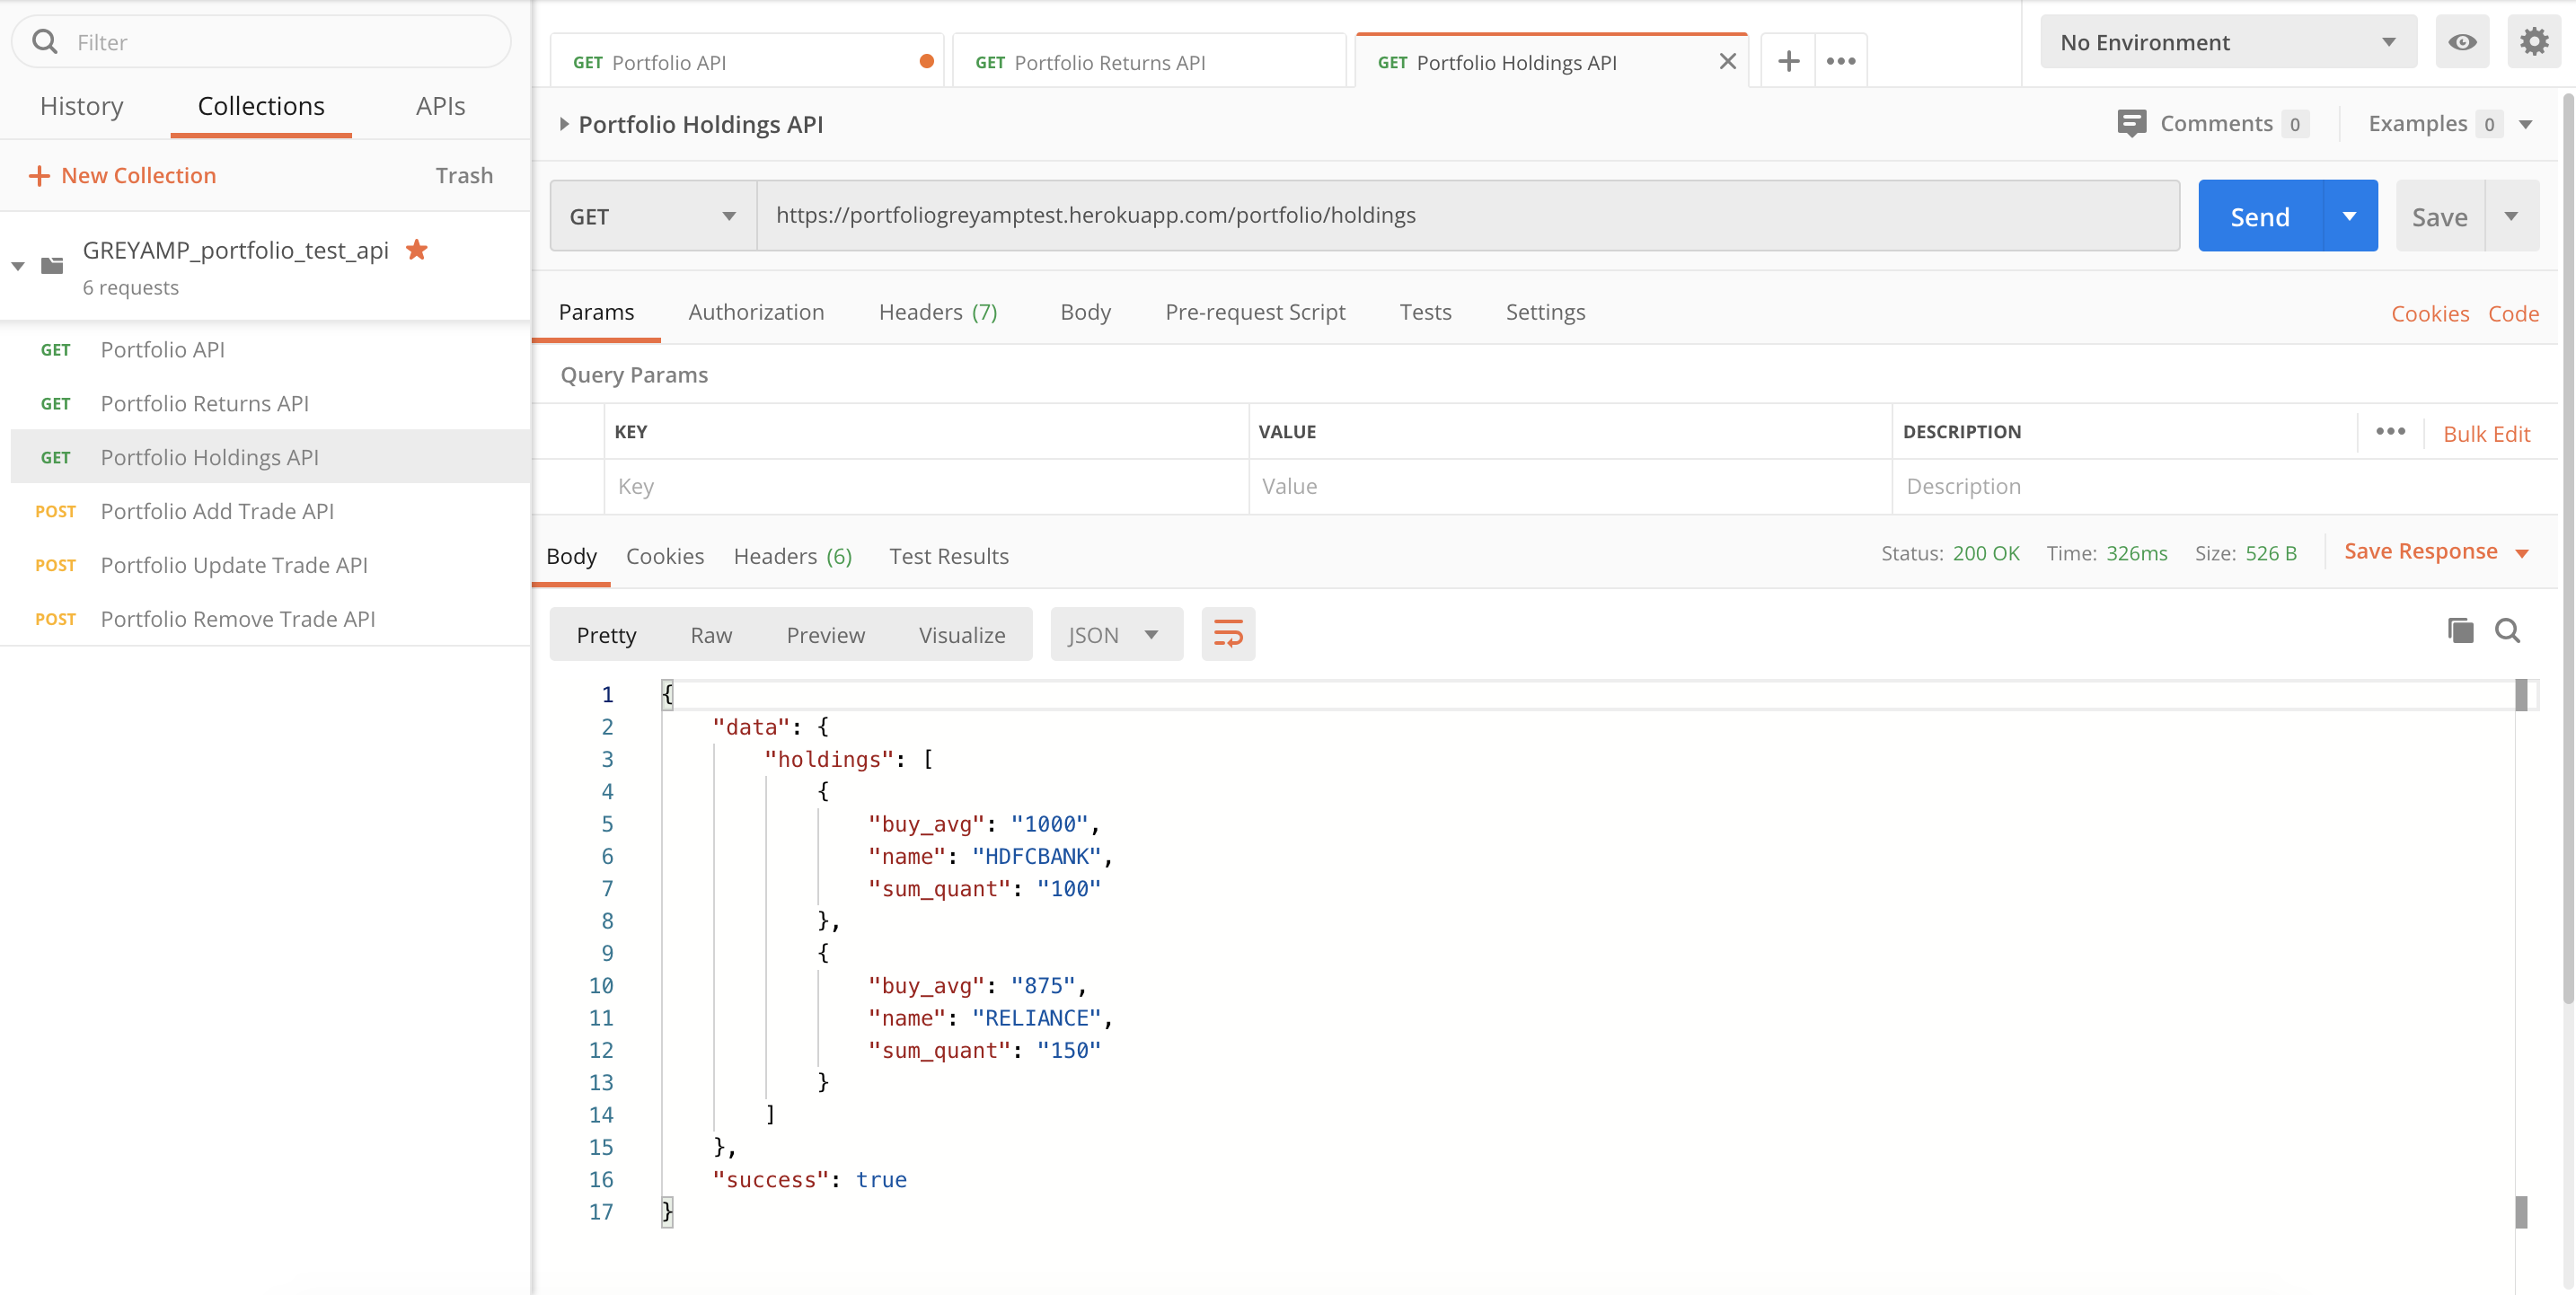 Filter
History Collections APIs
+ New Collection Trash
GREYAMP_portfolio_test_api
6 requests
GET Portfolio API
GET Portfolio Returns API
GET Portfolio Holdings API
POST Portfolio Add Trade API
POST Portfolio Update Trade API
POST Portfolio Remove Trade API
GET Portfolio API GET Portfolio Returns API GET Portfolio Holdings API No Environment
Portfolio Holdings API Comments 0 Examples 0
GET https://portfoliogreyamptest.herokuapp.com/portfolio/holdings Send Save
Params Authorization Headers (7) Body Pre-request Script Tests Settings Cookies Code
Query Params
KEY VALUE DESCRIPTION Bulk Edit
Key Value Description
Body Cookies Headers (6) Test Results Status: 200 OK Time: 326ms Size: 526 B Save Response
Pretty Raw Preview Visualize JSON
1 {
2 "data": {
3 "holdings": [
4 {
5 "buy_avg": "1000",
6 "name": "HDFCBANK",
7 "sum_quant": "100"
8 },
9 {
10 "buy_avg": "875",
11 "name": "RELIANCE",
12 "sum_quant": "150"
13 }
14 ]
15 },
16 "success": true
17 }